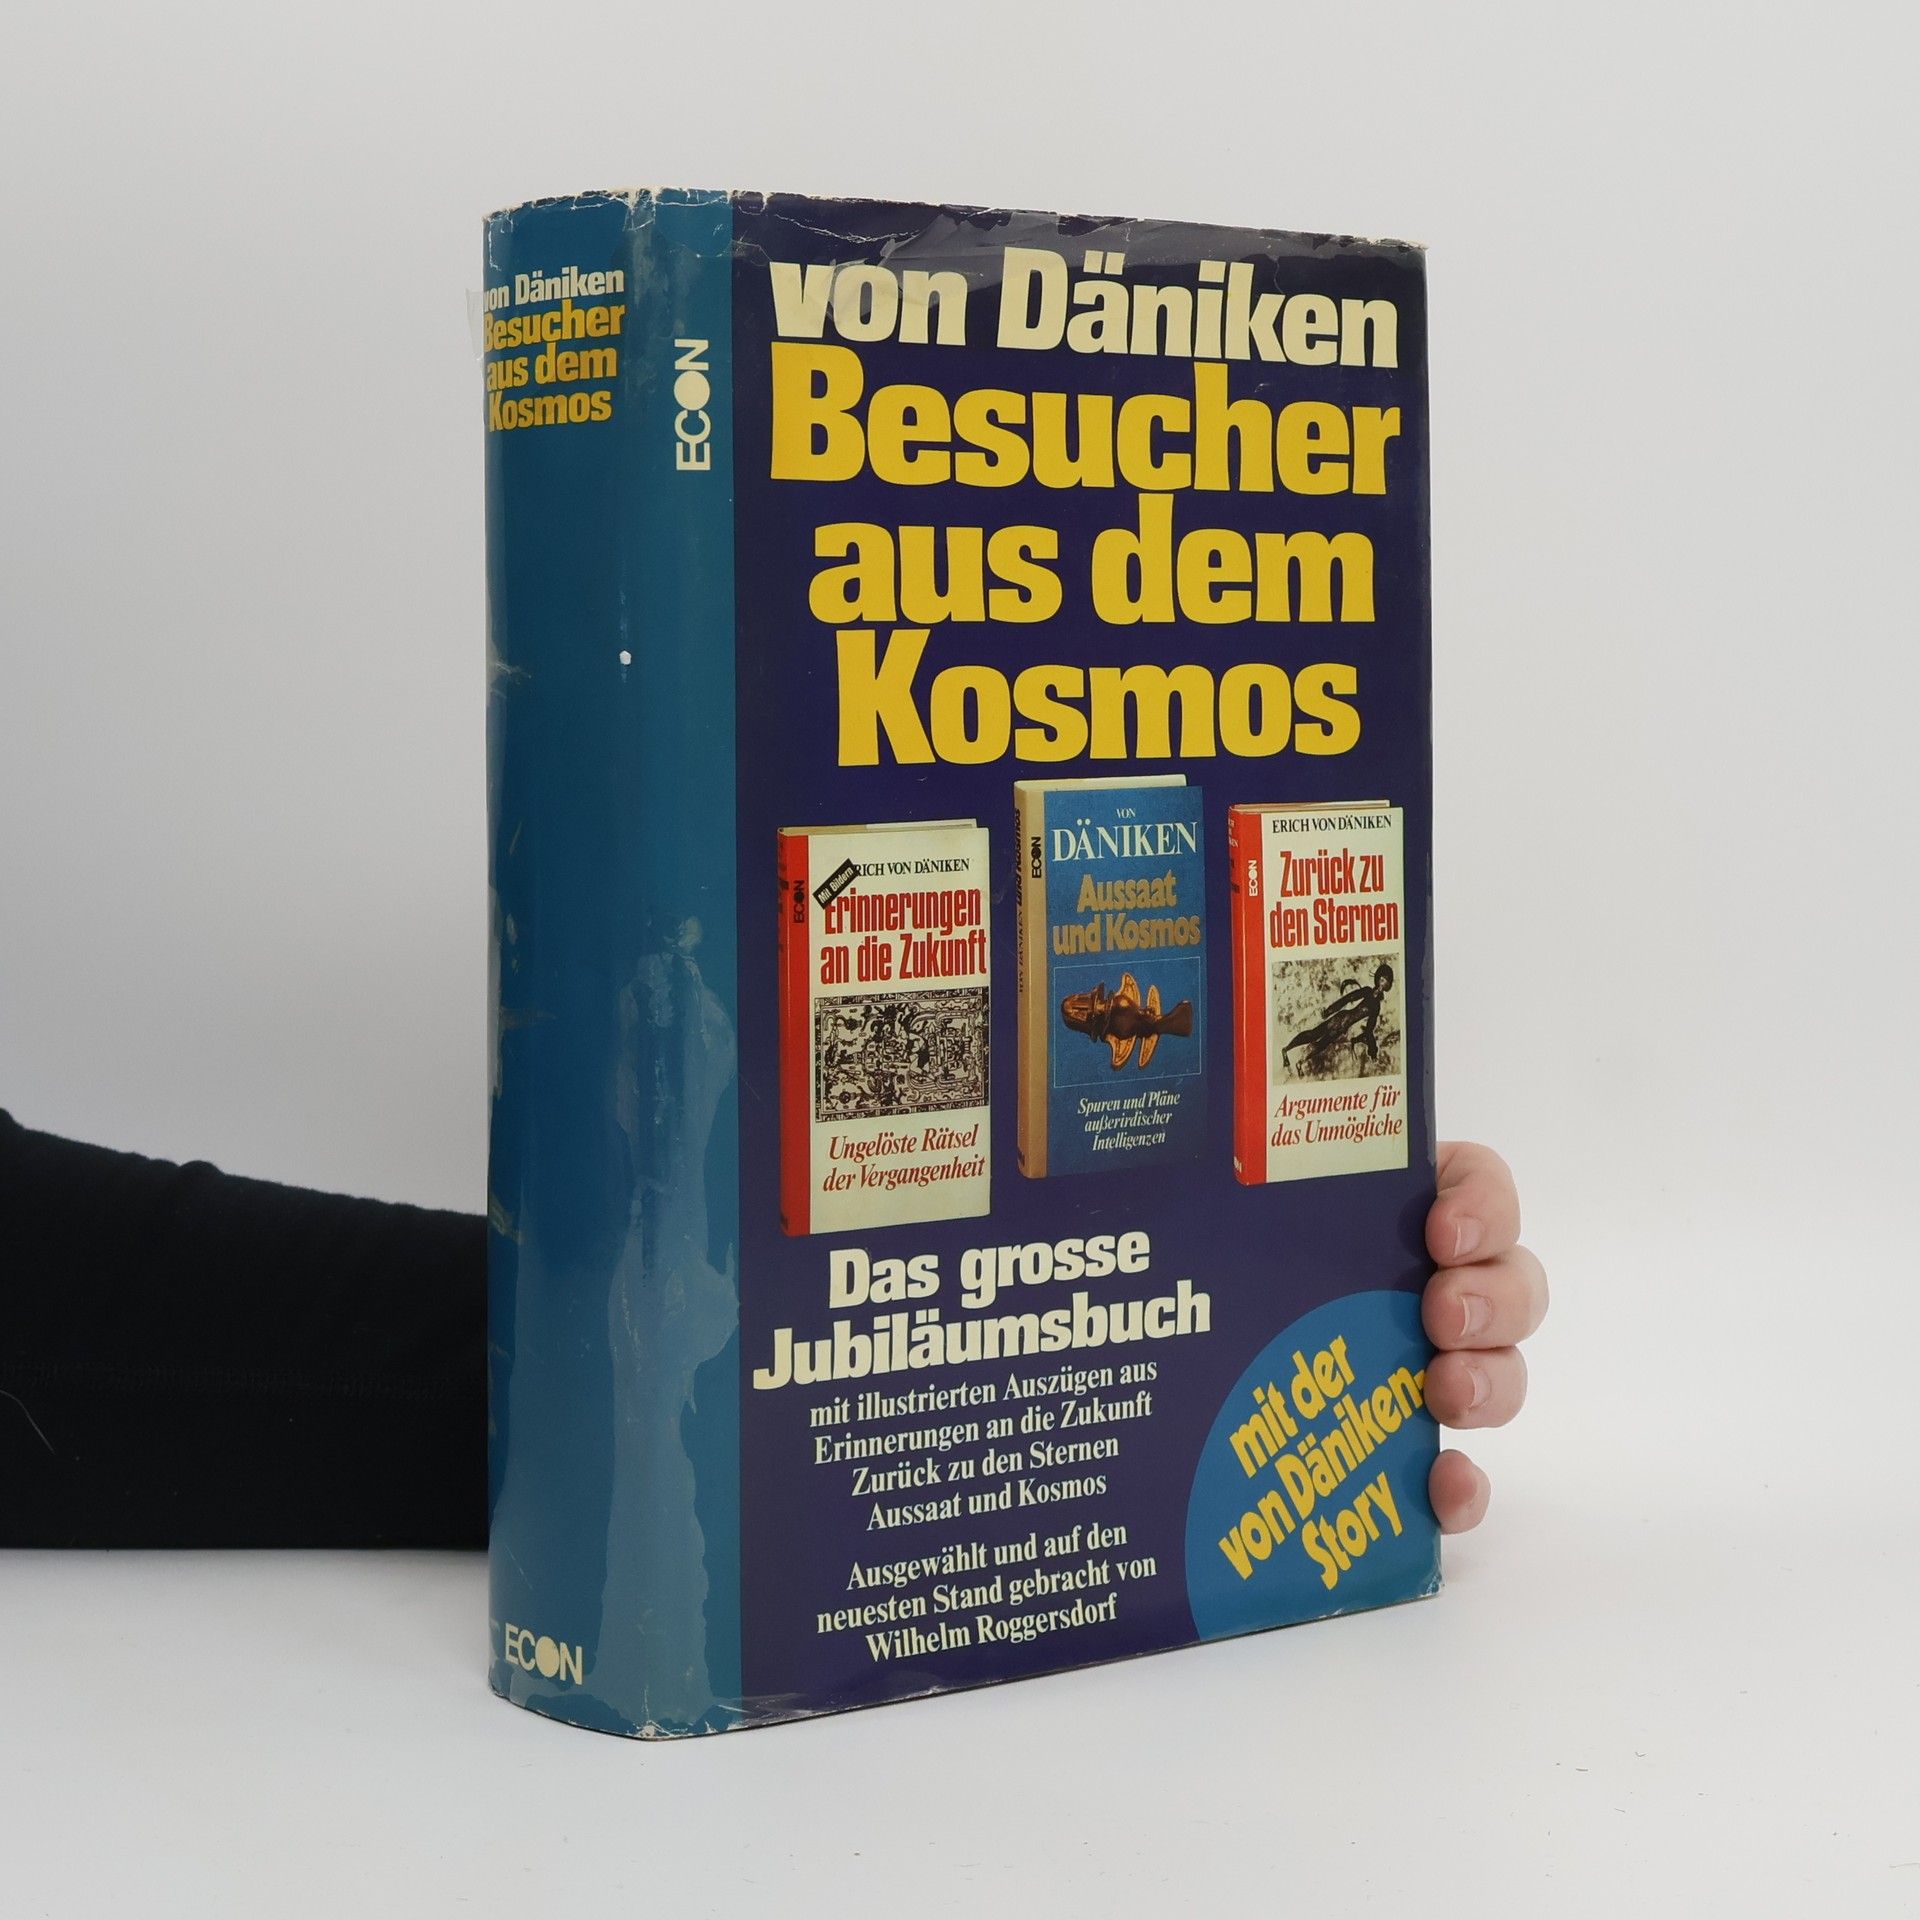 von Däniken
Besucher
aus dem
Kosmos
ECON
ECON
von Däniken
Besucher
aus dem
Kosmos
ECON
Mit Bildern
RICH VON DÄNIKEN
Erinnerungen
an die Zukunft
Ungelöste Rätsel
der Vergangenheit
ECON
VON
DÄNIKEN
Aussaat
und Kosmos
Spuren und Pläne
außerirdischer
Intelligenzen
ECON
ERICH VON DÄNIKEN
Zurück zu
den Sternen
Argumente für
das Unmögliche
Das grosse
Jubiläumsbuch
mit illustrierten Auszügen aus
Erinnerungen an die Zukunft
Zurück zu den Sternen
Aussaat und Kosmos
Ausgewählt und auf den
neuesten Stand gebracht von
Wilhelm Roggersdorf
mit der
von Däniken-
Story